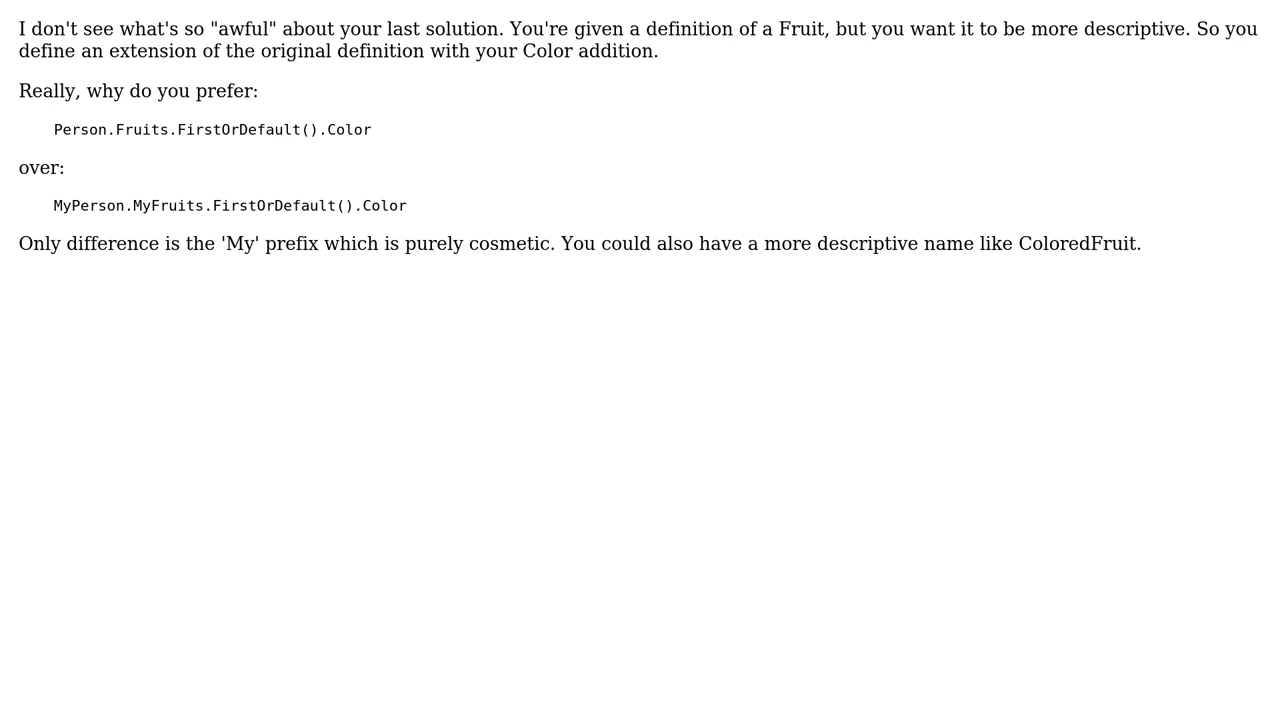 I don't see what's so "awful" about your last solution. You're given a definition of a Fruit, but you want it to be more descriptive. So you
define an extension of the original definition with your Color addition.
Really, why do you prefer:
Person.Fruits.FirstOrDefault().Color
over:
MyPerson.MyFruits.FirstOrDefault().Color
Only difference is the 'My' prefix which is purely cosmetic. You could also have a more descriptive name like ColoredFruit.